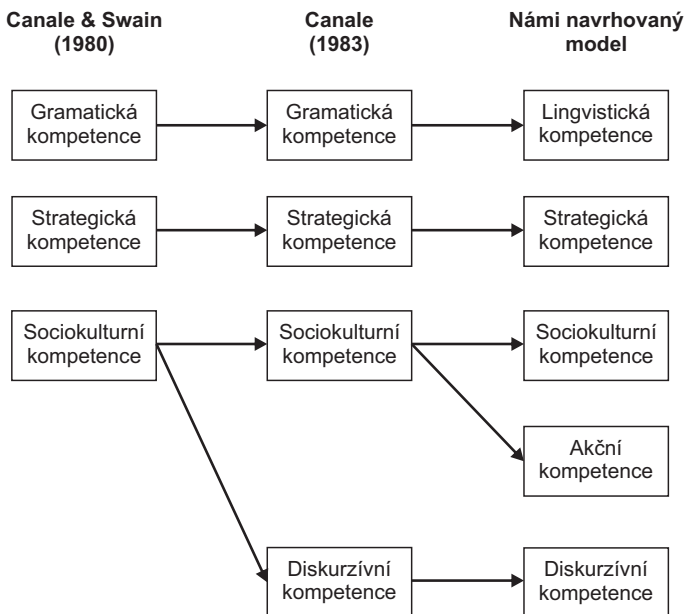 Canale & Swain
(1980)
Canale
(1983)
Námi navrhovaný
model
Gramatická
kompetence
Gramatická
kompetence
Lingvistická
kompetence
Strategická
kompetence
Strategická
kompetence
Strategická
kompetence
Sociokulturní
kompetence
Sociokulturní
kompetence
Sociokulturní
kompetence
Akční
kompetence
Diskurzívní
kompetence
Diskurzívní
kompetence